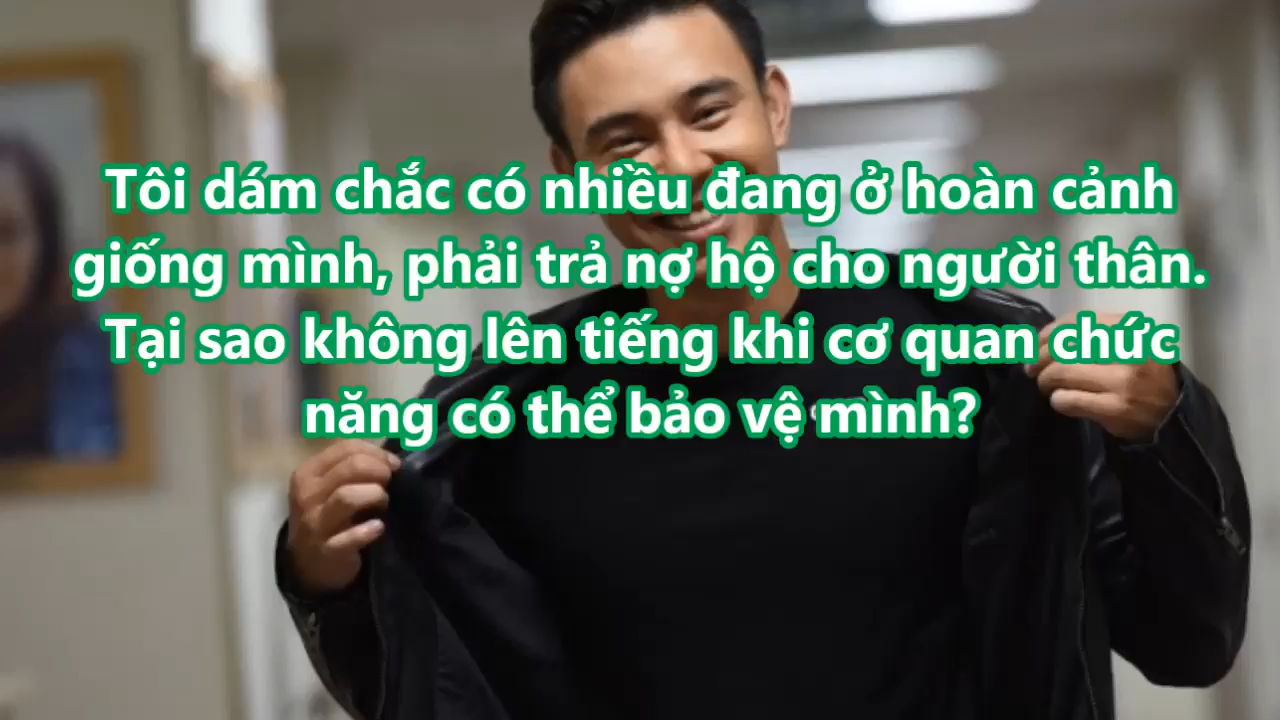 Tôi dám chắc có nhiều đang ở hoàn cảnh
giống mình, phải trả nợ hộ cho người thân.
Tại sao không lên tiếng khi cơ quan chức
năng có thể bảo vệ mình?